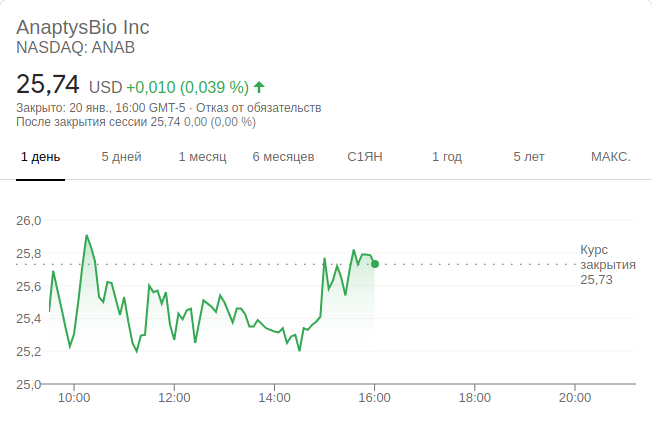 AnaptysBio Inc
NASDAQ: ANAB
25,74 USD +0,010 (0,039 %)
Закрыто: 20 янв., 16:00 GMT-5 · Отказ от обязательств
После закрытия сессии 25,74 0,00 (0,00 %)
1 день 5 дней 1 месяц 6 месяцев С1ЯН 1 год 5 лет МАКС.
26,0
25,8
25,6
25,4
25,2
25,0
Курс
закрытия
25,73
10:00 12:00 14:00 16:00 18:00 20:00